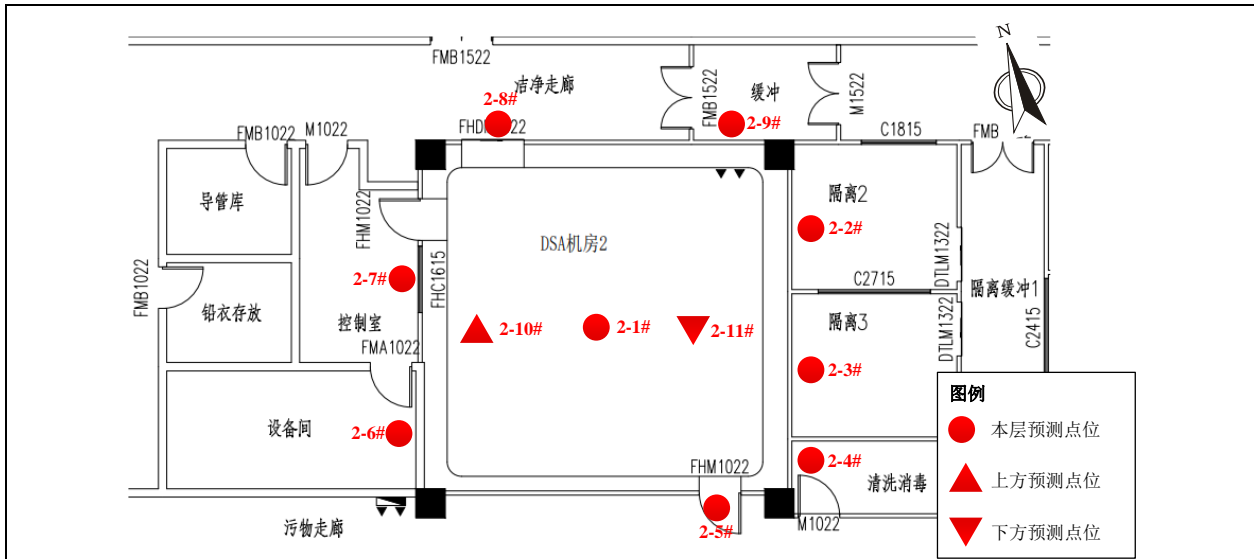 N
FMB1522
洁净走廊
缓冲
FMB1522
M1522
2-8#
2-9#
FMB1022
M1022
C1815
FMB
导管库
FHM1022
DSA机房2
隔离2
2-2#
DTLM1322
2-7#
FHC1615
C2715
FMB1022
铅衣存放
控制室
隔离缓冲1
隔离3
DTLM1322
C2415
2-10#
2-1#
2-11#
FMA1022
2-3#
设备间
2-6#
FHM1022
2-4#
清洗消毒
2-5#
M1022
污物走廊
图例
本层预测点位
上方预测点位
下方预测点位